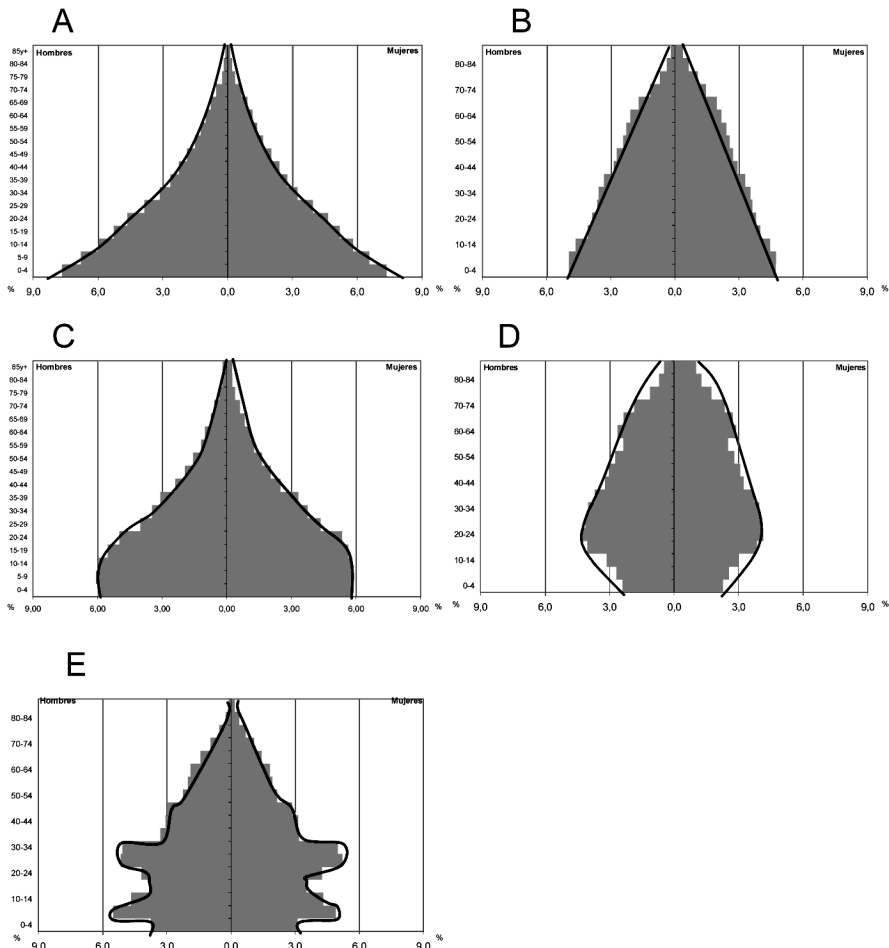 A
Hombres
Mujeres
85y+
80-84
75-79
70-74
65-69
60-64
55-59
50-54
45-49
40-44
35-39
30-34
25-29
20-24
15-19
10-14
5-9
0-4
% 9,0 6,0 3,0 0,0 3,0 6,0 9,0 %
B
Hombres
Mujeres
80-84
70-74
60-64
50-54
40-44
30-34
20-24
10-14
0-4
% 9,0 6,0 3,0 0,0 3,0 6,0 9,0 %
C
Hombres
Mujeres
85y+
80-84
75-79
70-74
65-69
60-64
55-59
50-54
45-49
40-44
35-39
30-34
25-29
20-24
15-19
10-14
5-9
0-4
% 9,00 6,00 3,00 0,00 3,00 6,00 9,00 %
D
Hombres
Mujeres
80-84
70-74
60-64
50-54
40-44
30-34
20-24
10-14
0-4
% 9,0 6,0 3,0 0,0 3,0 6,0 9,0 %
E
Hombres
Mujeres
80-84
70-74
60-64
50-54
40-44
30-34
20-24
10-14
0-4
% 9,0 6,0 3,0 0,0 3,0 6,0 9,0 %